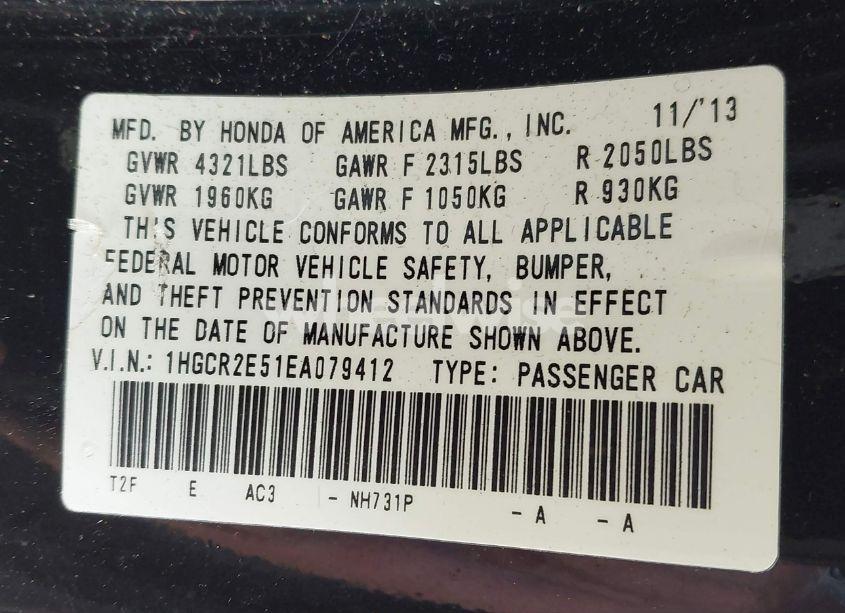 MFD. BY HONDA OF AMERICA MFG., INC. 11/'13
GVWR 4321LBS GAWR F 2315LBS R 2050LBS
GVWR 1960KG GAWR F 1050KG R 930KG
THIS VEHICLE CONFORMS TO ALL APPLICABLE
FEDERAL MOTOR VEHICLE SAFETY, BUMPER,
AND THEFT PREVENTION STANDARDS IN EFFECT
ON THE DATE OF MANUFACTURE SHOWN ABOVE.
V.I.N.: 1HGCR2E51EA079412 TYPE: PASSENGER CAR
T2F E AC3 - NH731P - A - A